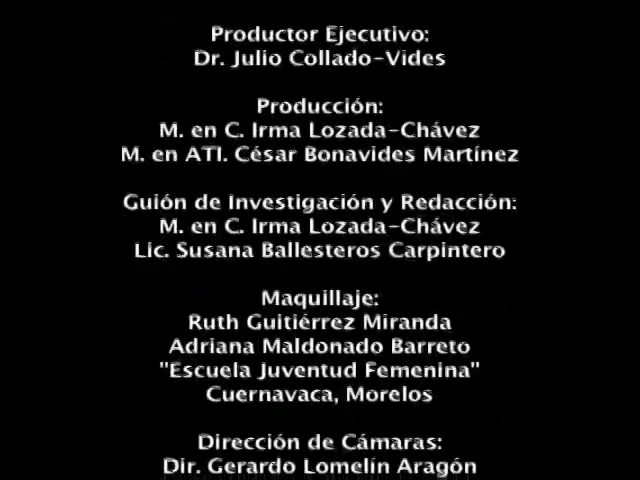 Productor Ejecutivo:
Dr. Julio Collado-Vides
Producción:
M. en C. Irma Lozada-Chávez
M. en ATI. César Bonavides Martínez
Guión de Investigación y Redacción:
M. en C. Irma Lozada-Chávez
Lic. Susana Ballesteros Carpintero
Maquillaje:
Ruth Guitiérrez Miranda
Adriana Maldonado Barreto
"Escuela Juventud Femenina"
Cuernavaca, Morelos
Dirección de Cámaras:
Dir. Gerardo Lomelín Aragón